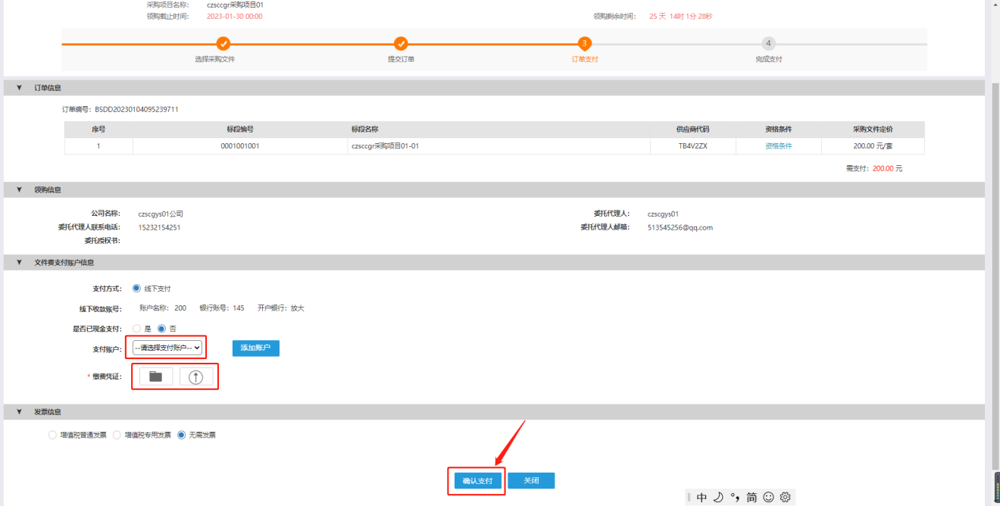 采购项目名称: czsccgr采购项目01
领购截止时间: 2023-01-30 00:00 领购剩余时间: 25 天 14时 1分 28秒
3 4
选择采购文件 提交订单 订单支付 完成支付
订单信息
订单编号: BSDD20230104095239711
序号 标段编号 标段名称 供应商代码 资格条件 采购文件定价
1 0001001001 czsccgr采购项目01-01 TB4V2ZX 资格条件 200.00 元/套
需支付: 200.00 元
领购信息
公司名称: czscgys01公司 委托代理人: czscgys01
委托代理人联系电话: 15232154251 委托代理人邮箱: 513545256@qq.com
委托授权书:
文件费支付账户信息
支付方式: 线下支付
线下收款账号: 账户名称: 200 银行账号: 145 开户银行: 放大
是否已现金支付: 是 否
支付账户: --请选择支付账户-- 添加账户
* 缴费凭证:
发票信息
增值税普通发票 增值税专用发票 无需发票
确认支付 关闭
中 °, 简